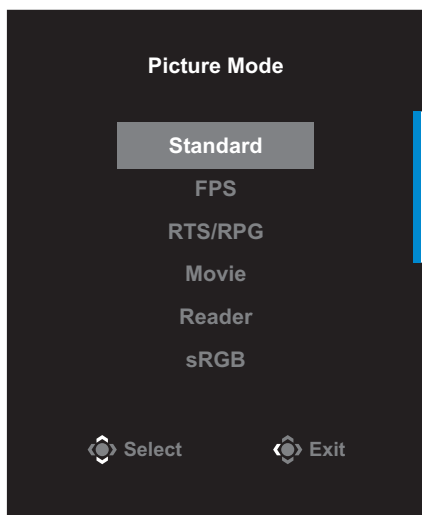 Picture Mode
Standard
FPS
RTS/RPG
Movie
Reader
sRGB
Select Exit